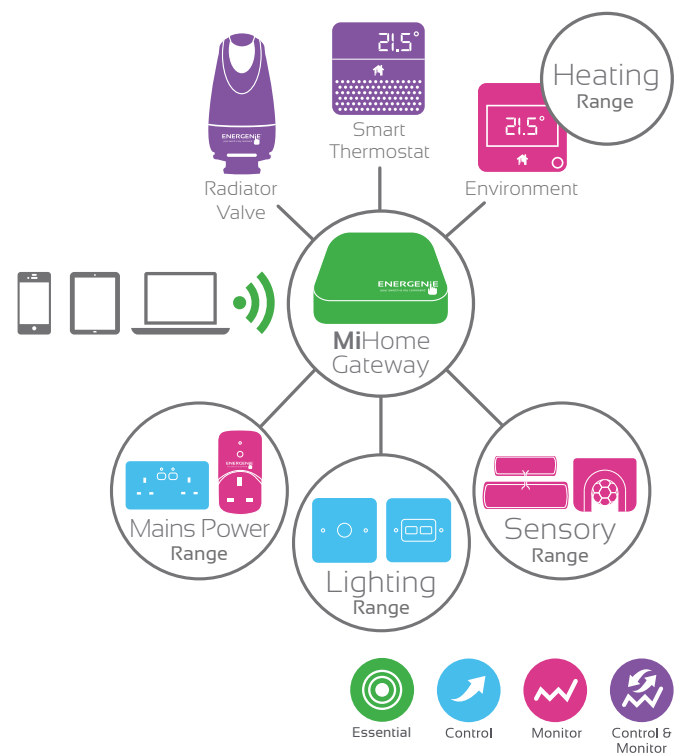 21.5°
Heating
Range
21.5°
ENERGENIE
Smart
Thermostat
Radiator
Valve
Environment
ENERGENIE
MiHome
Gateway
ENERGENIE
Mains Power
Range
Sensory
Range
Lighting
Range
Essential
Control
Monitor
Control &
Monitor